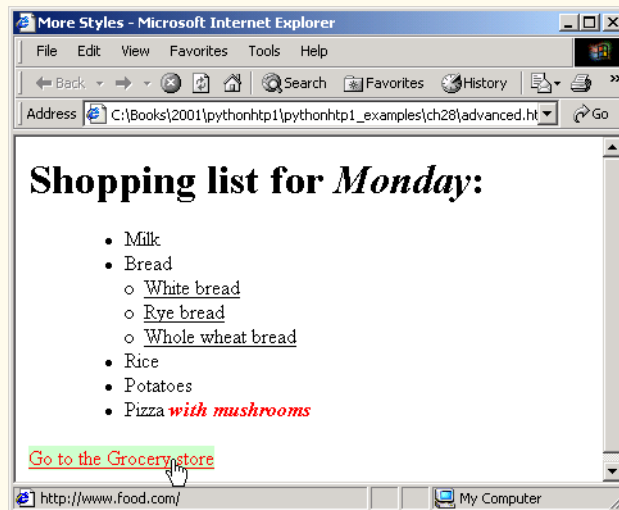 More Styles - Microsoft Internet Explorer
File Edit View Favorites Tools Help
Back Search Favorites History »
Address C:\Books\2001\pythonhtp1\pythonhtp1_examples\ch28\advanced.ht Go
Shopping list for Monday:
• Milk
• Bread
o White bread
o Rye bread
o Whole wheat bread
• Rice
• Potatoes
• Pizza with mushrooms
Go to the Grocery store
http://www.food.com/ My Computer